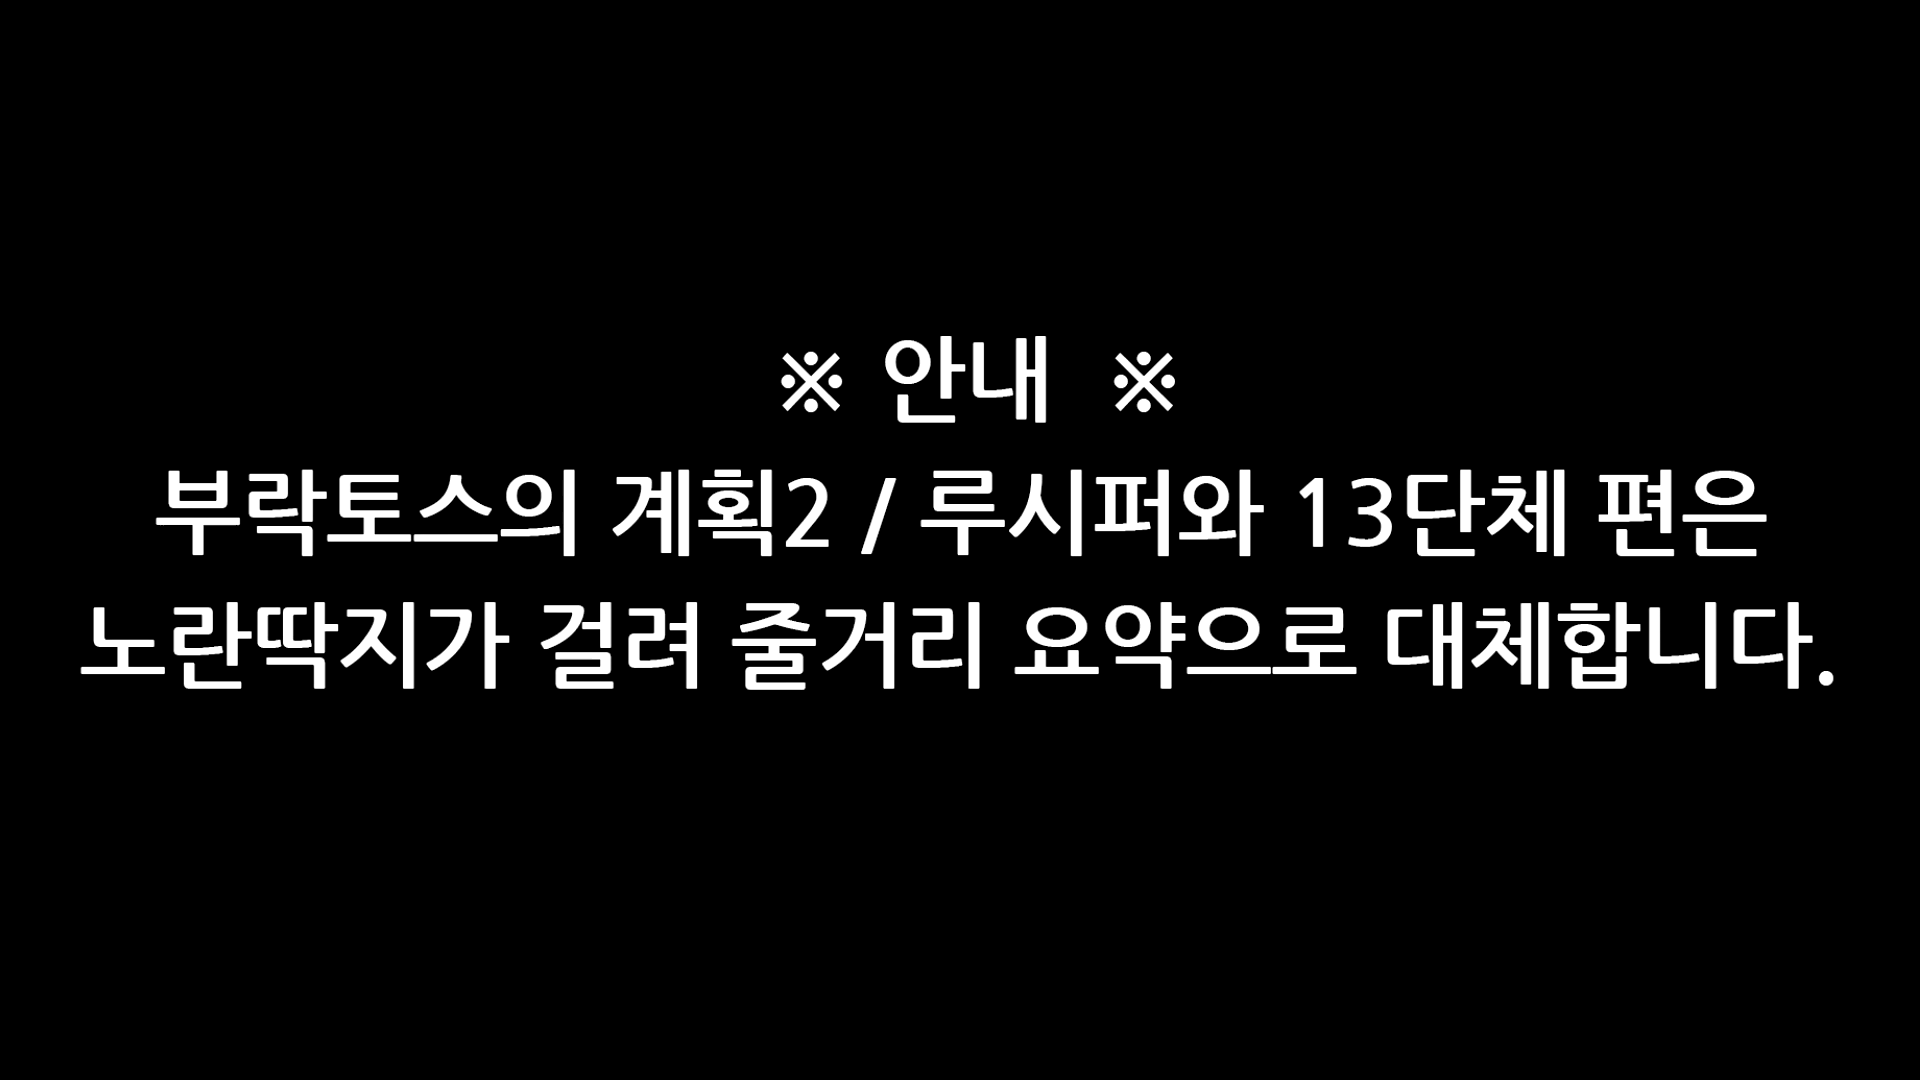 ※ 안내 ※
부락토스의 계획2 / 루시퍼와 13단체 편은
노란딱지가 걸려 줄거리 요약으로 대체합니다.